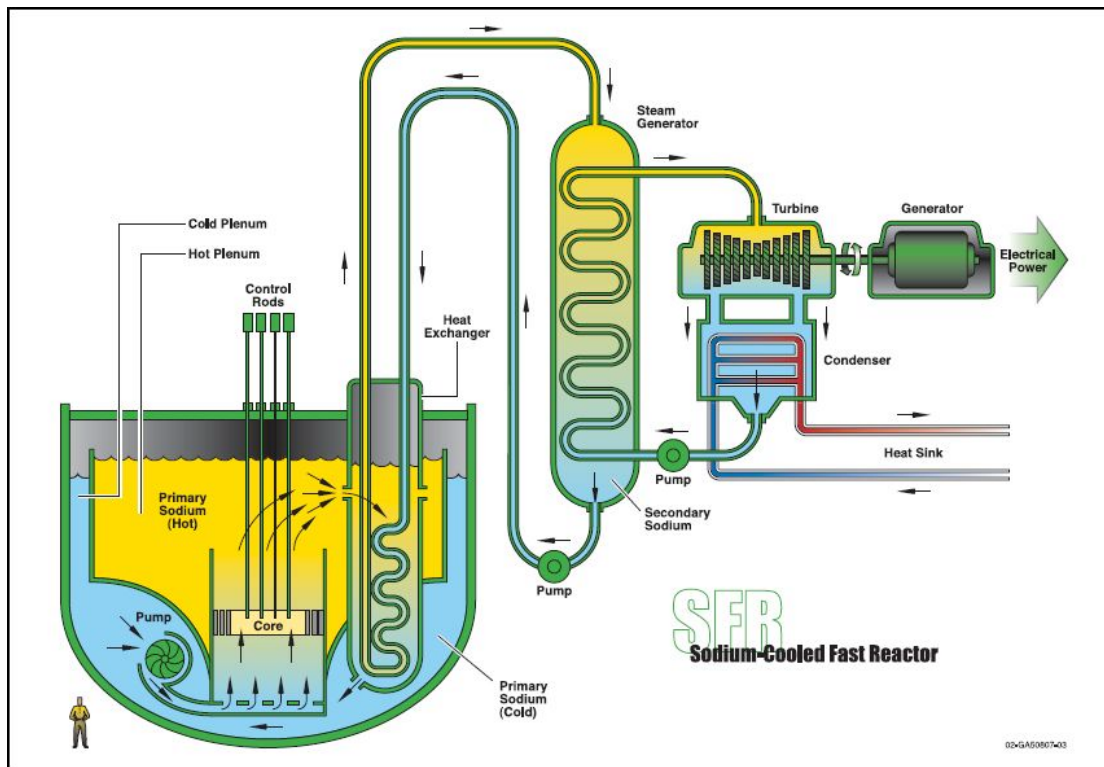 Steam
Generator
Cold Plenum
Hot Plenum
Control
Rods
Heat
Exchanger
Turbine
Generator
Electrical
Power
Condenser
Heat Sink
Pump
Secondary
Sodium
Pump
Primary
Sodium
(Hot)
Pump
Core
Primary
Sodium
(Cold)
SFR
Sodium-Cooled Fast Reactor
02-GA50807-03